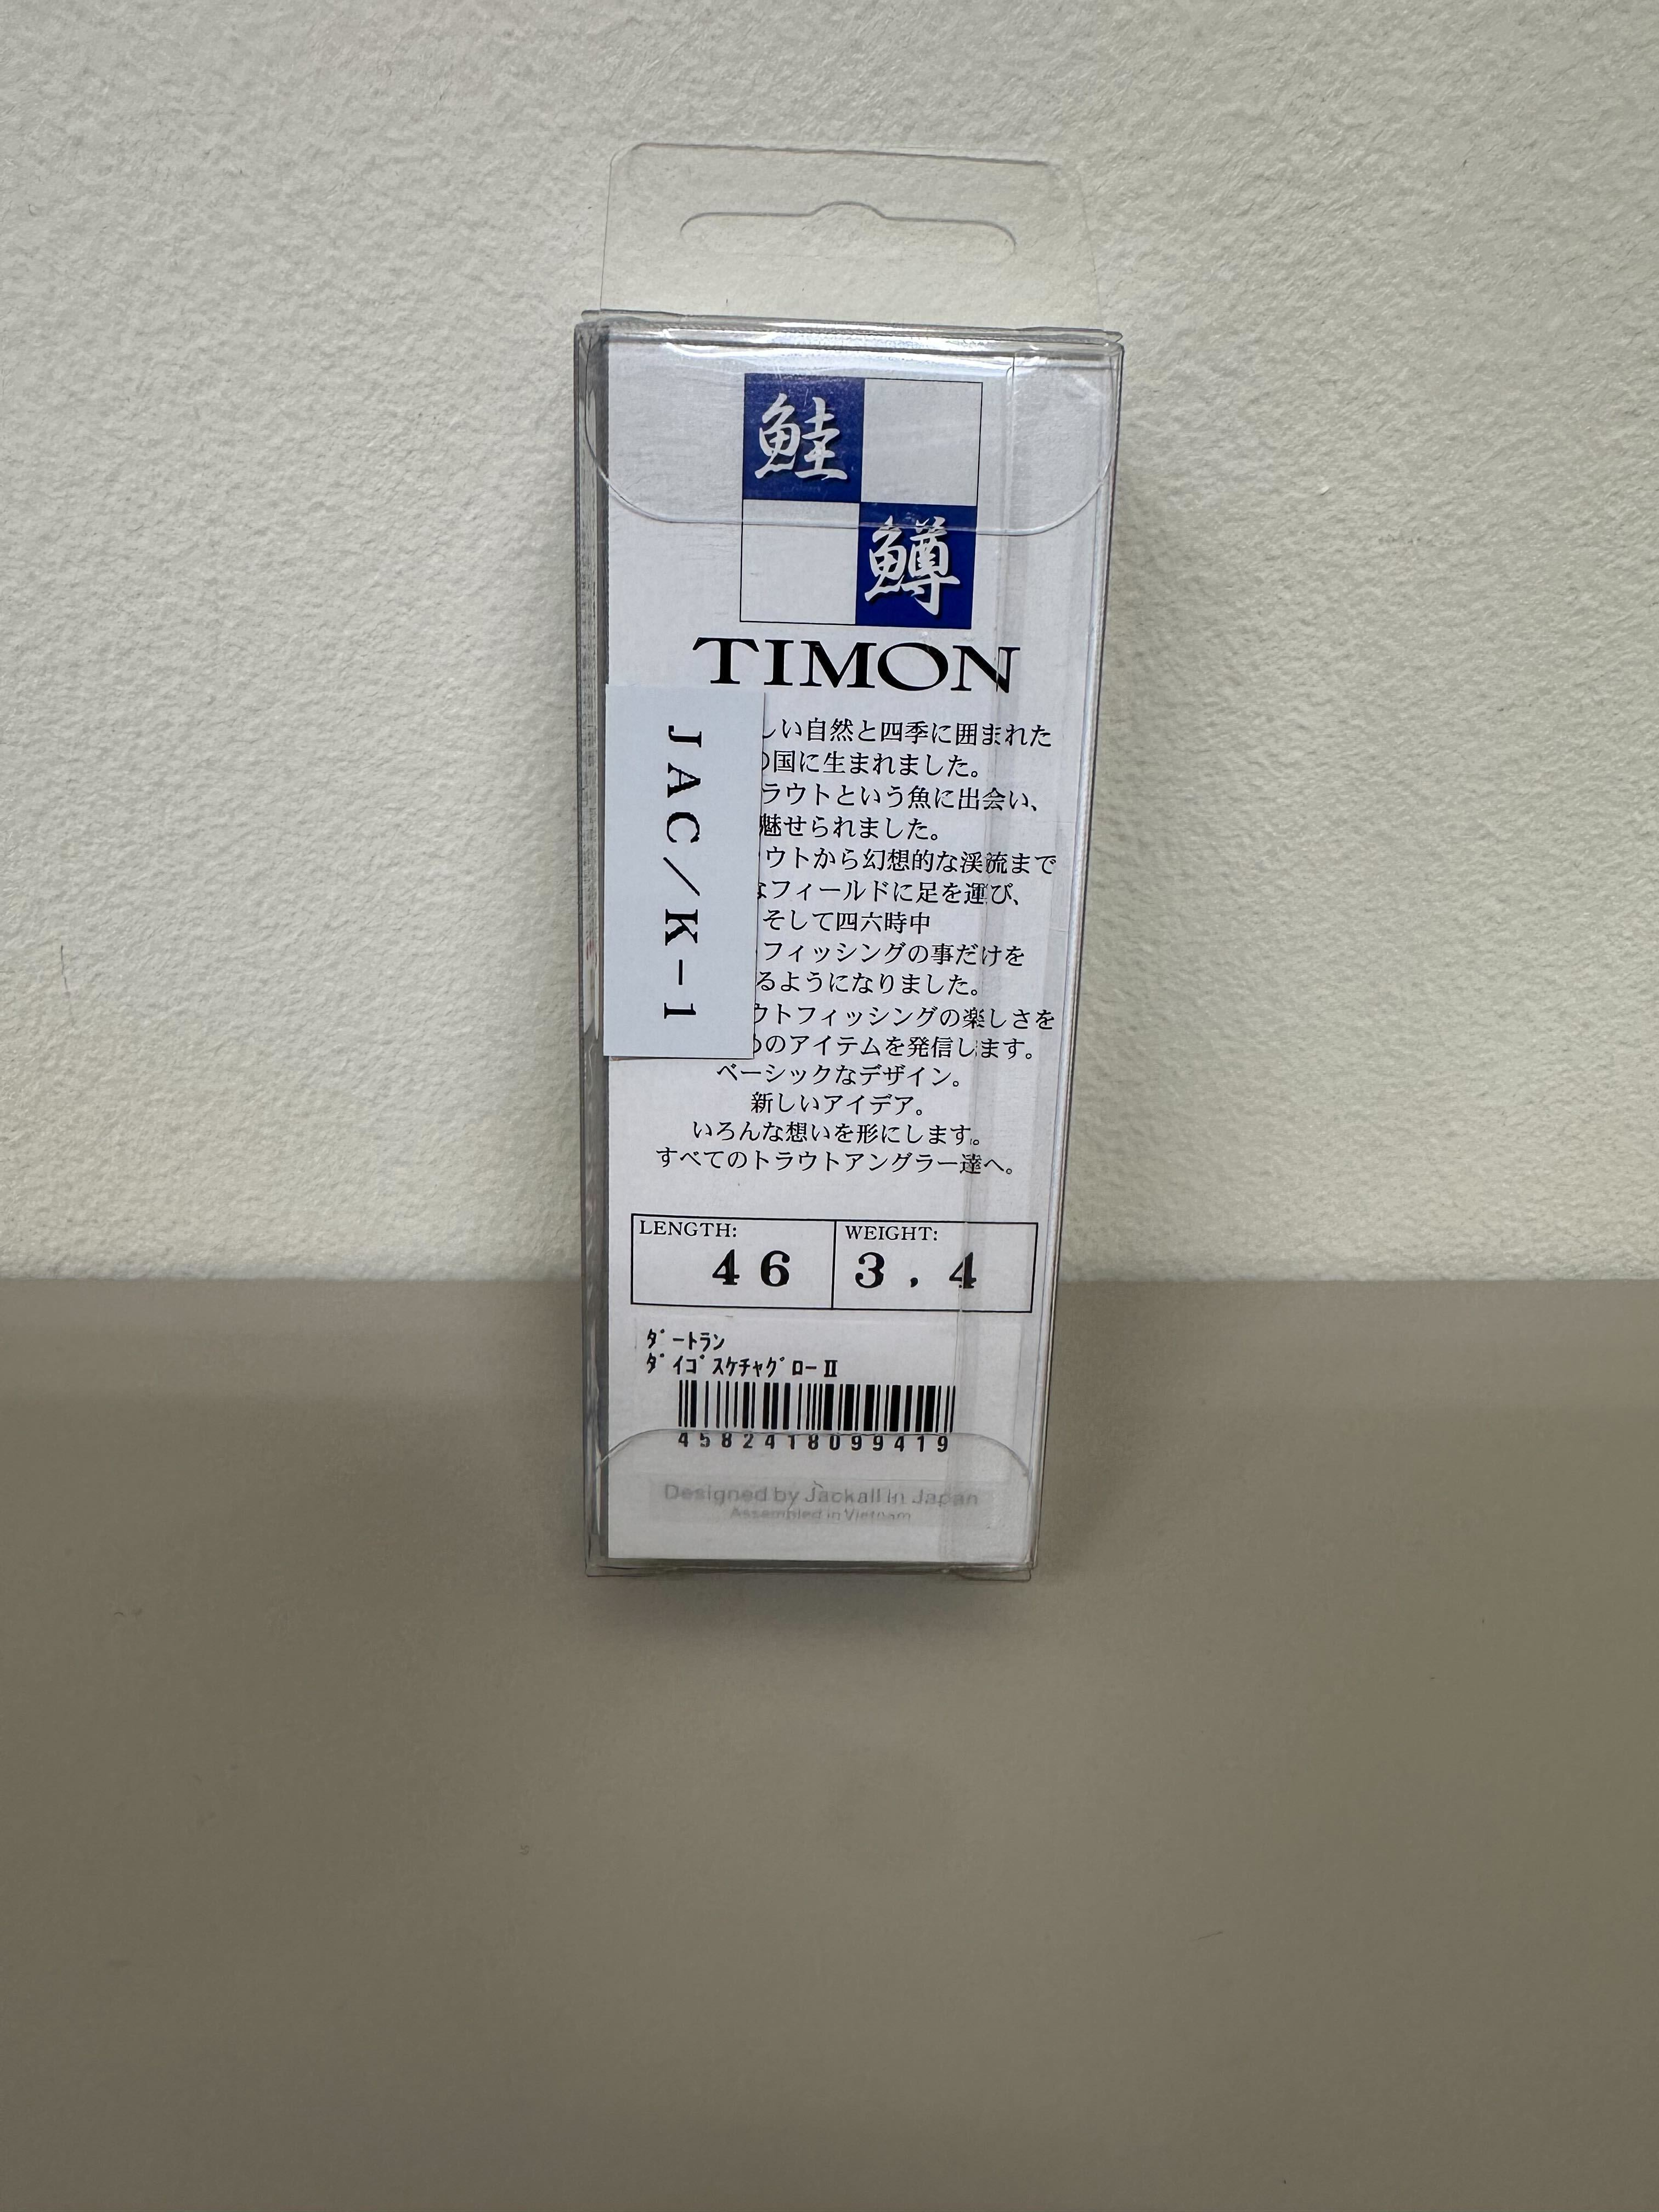 鮭
鱒
TIMON
JAC/K-1
しい自然と四季に囲まれた
の国に生まれました。
ラウトという魚に出会い、
魅せられました。
ウトから幻想的な渓流まで
なフィールドに足を運び、
そして四六時中
フィッシングの事だけを
るようになりました。
ウトフィッシングの楽しさを
めのアイテムを発信します。
ベーシックなデザイン。
新しいアイデア。
いろんな想いを形にします。
すべてのトラウトアングラー達へ。
LENGTH: WEIGHT:
46 3.4
ﾀﾞｰﾄﾗﾝ
ﾀﾞｲｺﾞｽｹﾁｬｸﾞﾛｰⅡ
4582418099419
Designed by Jackall in Japan
Assembled in Vietnam